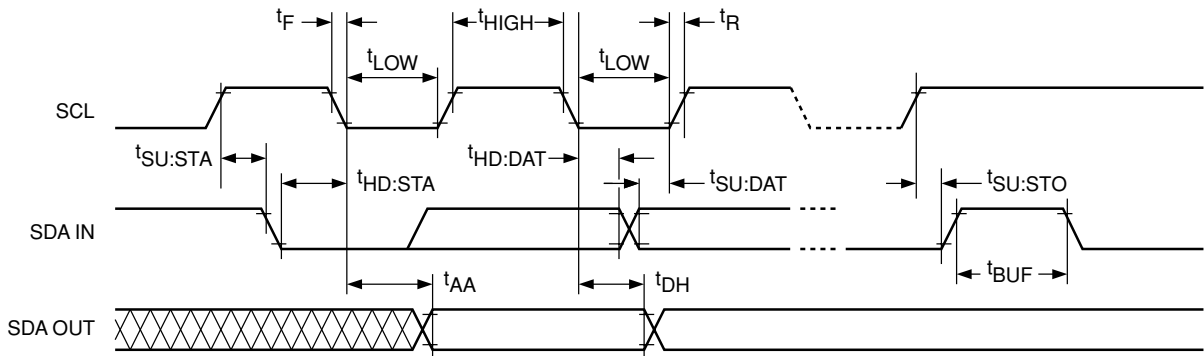 tF
tHIGH
tR
tLOW
tLOW
SCL
tSU:STA
tHD:DAT
tHD:STA
tSU:DAT
tSU:STO
SDA IN
tAA
tDH
tBUF
SDA OUT